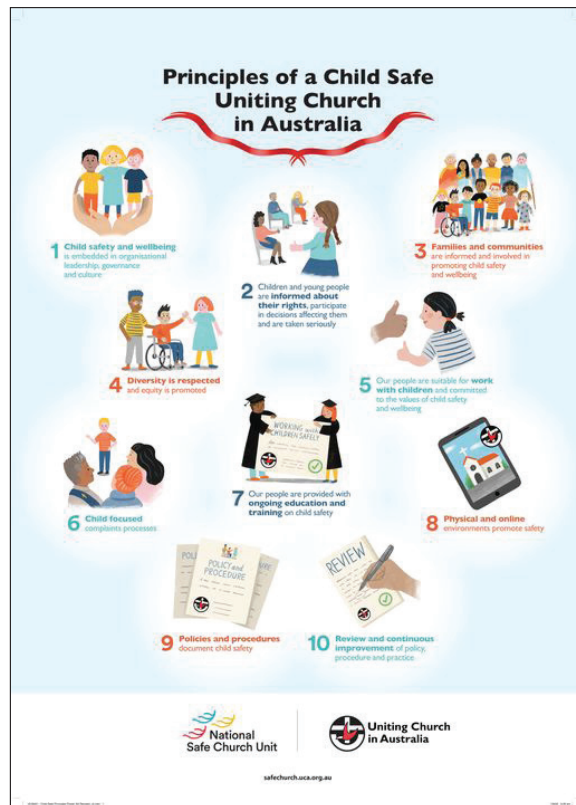 Principles of a Child Safe
Uniting Church
in Australia
1 Child safety and wellbeing
is embedded in organisational
leadership, governance
and culture
2 Children and young people
are informed about
their rights, participate
in decisions affecting them
and are taken seriously
3 Families and communities
are informed and involved in
promoting child safety
and wellbeing
4 Diversity is respected
and equity is promoted
5 Our people are suitable for work
with children and committed
to the values of child safety
and wellbeing
6 Child focused
complaints processes
WORKING with
CHILDREN SAFELY
7 Our people are provided with
ongoing education and
training on child safety
8 Physical and online
environments promote safety
POLICY and
PROCEDURE
9 Policies and procedures
document child safety
REVIEW
10 Review and continuous
improvement of policy,
procedure and practice
National
Safe Church Unit
Uniting Church
in Australia
safechurch.uca.org.au